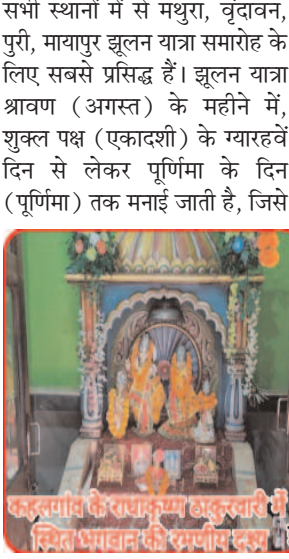 सभी स्थानों में से मथुरा, वृंदावन,
पुरी, मायापुर झूलन यात्रा समारोह के
लिए सबसे प्रसिद्ध हैं। झूलन यात्रा
श्रावण (अगस्त) के महीने में,
शुक्ल पक्ष (एकादशी) के ग्यारहवें
दिन से लेकर पूर्णिमा के दिन
(पूर्णिमा) तक मनाई जाती है, जिसे
कहलगांव के राधाकृष्ण ठाकुरवारी में
स्थित भगवान की रमणीय दृश्य